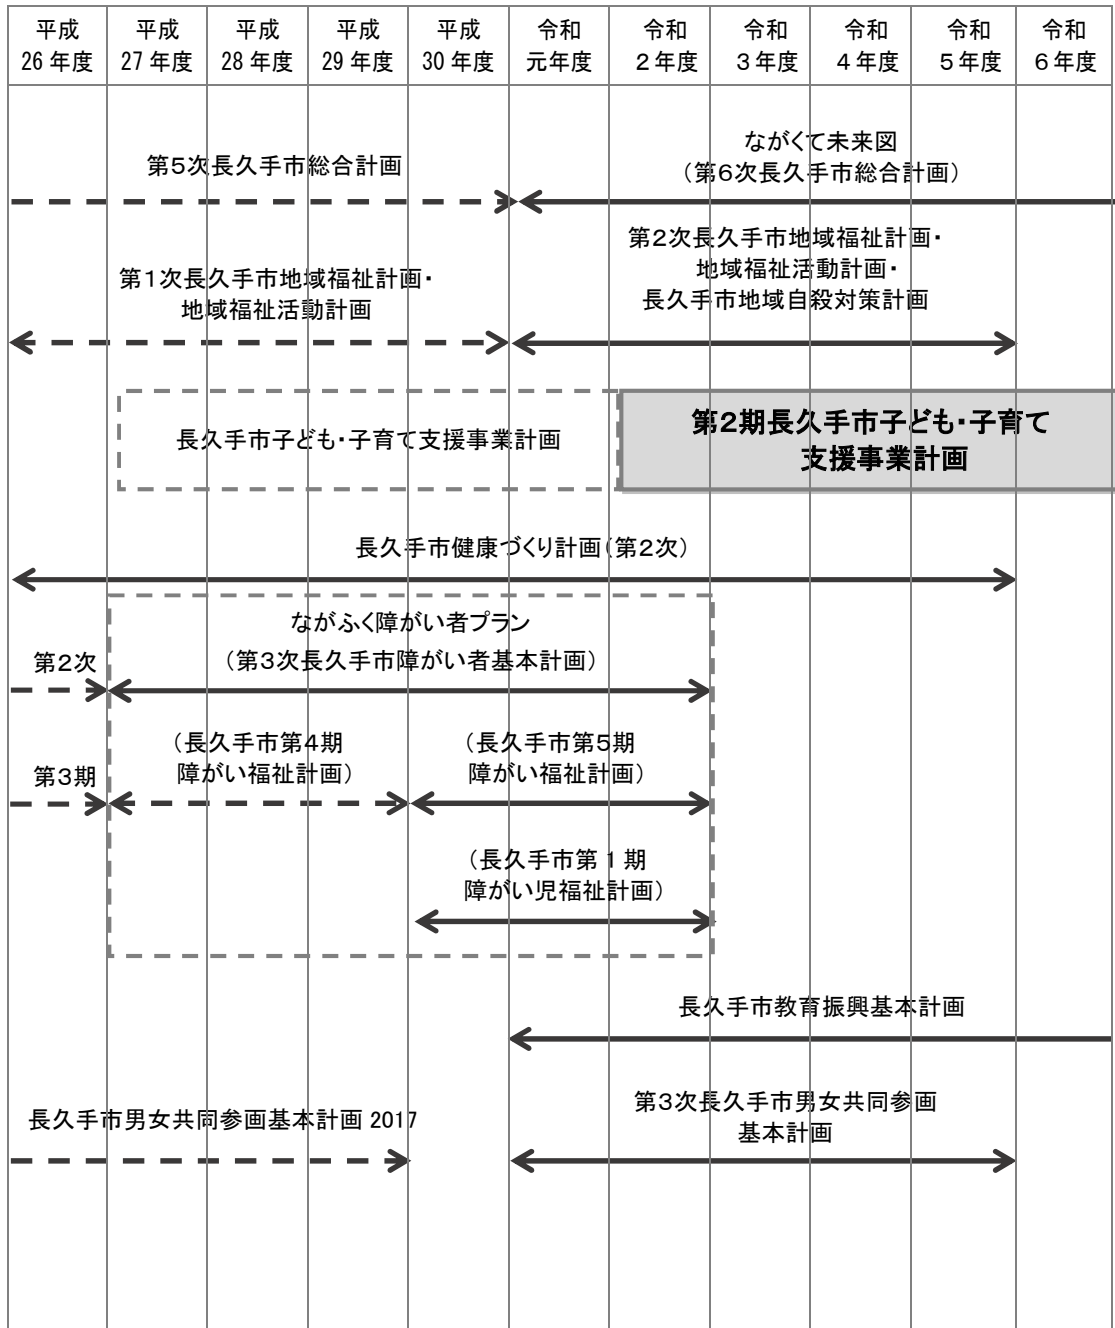 平成
26年度
平成
27年度
平成
28年度
平成
29年度
平成
30年度
令和
元年度
令和
2年度
令和
3年度
令和
4年度
令和
5年度
令和
6年度
第5次長久手市総合計画
ながくて未来図
(第6次長久手市総合計画)
第1次長久手市地域福祉計画・
地域福祉活動計画
第2次長久手市地域福祉計画・
地域福祉活動計画・
長久手市地域自殺対策計画
長久手市子ども・子育て支援事業計画
第2期長久手市子ども・子育て
支援事業計画
長久手市健康づくり計画(第2次)
ながふく障がい者プラン
第2次
(第3次長久手市障がい者基本計画)
第3期
(長久手市第4期
障がい福祉計画)
(長久手市第5期
障がい福祉計画)
(長久手市第1期
障がい児福祉計画)
長久手市教育振興基本計画
長久手市男女共同参画基本計画 2017
第3次長久手市男女共同参画
基本計画